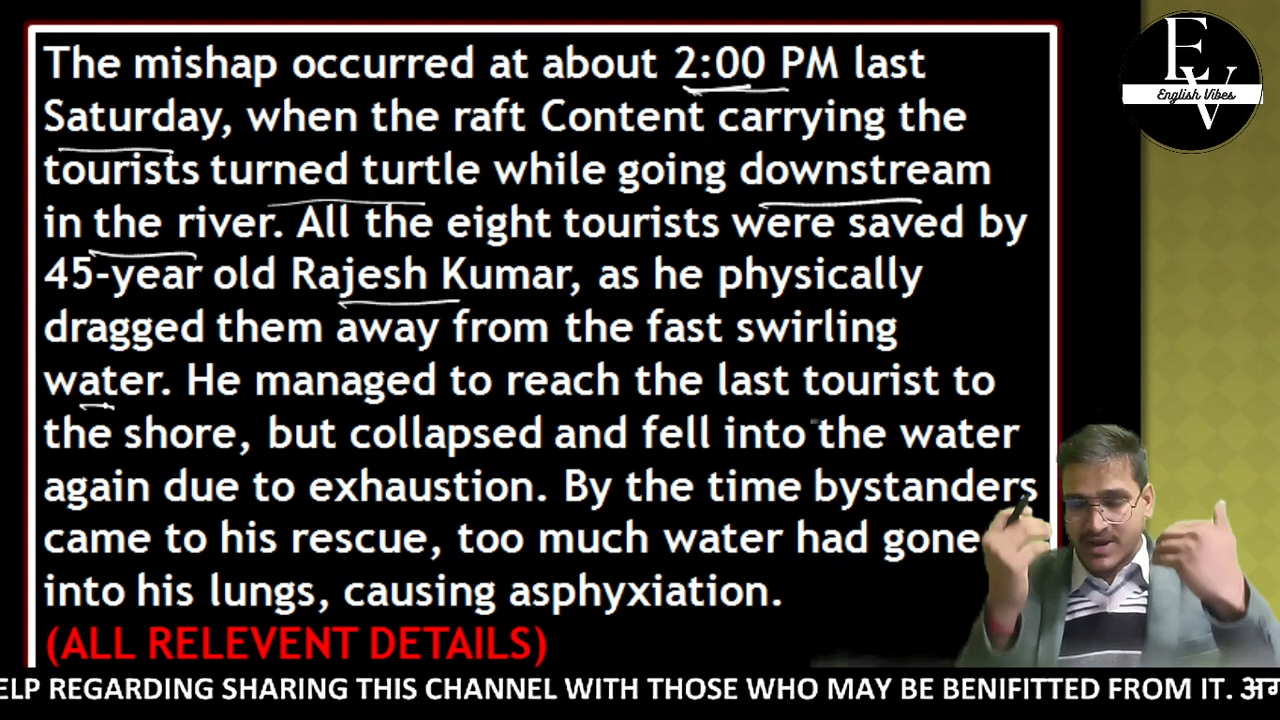 The mishap occurred at about 2:00 PM last
Saturday, when the raft Content carrying the
tourists turned turtle while going downstream
in the river. All the eight tourists were saved by
45-year old Rajesh Kumar, as he physically
dragged them away from the fast swirling
water. He managed to reach the last tourist to
the shore, but collapsed and fell into the water
again due to exhaustion. By the time bystanders
came to his rescue, too much water had gone
into his lungs, causing asphyxiation.
(ALL RELEVENT DETAILS)
E
V
English Vibes
ELP REGARDING SHARING THIS CHANNEL WITH THOSE WHO MAY BE BENIFITTED FROM IT.